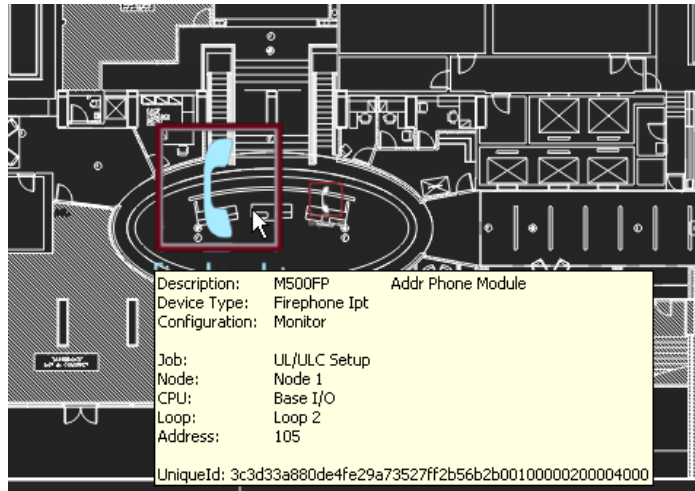 Description: M500FP Addr Phone Module
Device Type: Firephone Ipt
Configuration: Monitor
Job: UL/ULC Setup
Node: Node 1
CPU: Base I/O
Loop: Loop 2
Address: 105
UniqueId: 3c3d33a880de4fe29a73527ff2b56b2b00100000200004000